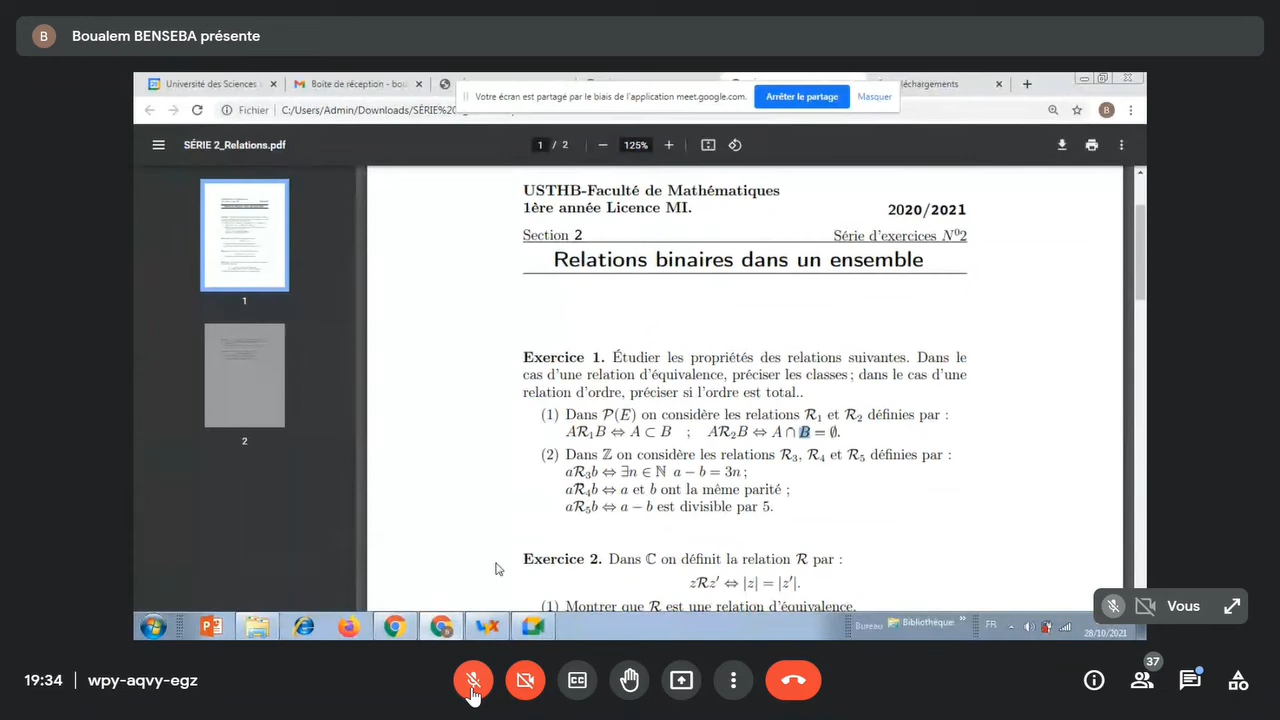 B Boualem BENSEBA présente
Université des Sciences
Boîte de réception - bou
léchargements
Fichier C:/Users/Admin/Downloads/SÉRIE%20
Votre écran est partagé par le biais de l'application meet.google.com. Arrêter le partage Masquer
B
SÉRIE 2_Relations.pdf
1 / 2 125%
1
2
USTHB-Faculté de Mathématiques
1ère année Licence MI. 2020/2021
Section 2 Série d'exercices N⁰2
Relations binaires dans un ensemble
Exercice 1. Étudier les propriétés des relations suivantes. Dans le
cas d'une relation d'équivalence, préciser les classes ; dans le cas d'une
relation d'ordre, préciser si l'ordre est total..
(1) Dans 𝒫(E) on considère les relations ℛ₁ et ℛ₂ définies par :
Aℛ₁B ⇔ A ⊂ B ; Aℛ₂B ⇔ A ∩ B = ∅.
(2) Dans ℤ on considère les relations ℛ₃, ℛ₄ et ℛ₅ définies par :
aℛ₃b ⇔ ∃n ∈ ℕ a − b = 3n ;
aℛ₄b ⇔ a et b ont la même parité ;
aℛ₅b ⇔ a − b est divisible par 5.
Exercice 2. Dans ℂ on définit la relation ℛ par :
zℛz′ ⇔ |z| = |z′|.
(1) Montrer que ℛ est une relation d'équivalence.
Vous
Bureau Bibliothèque » FR
28/10/2021
19:34 | wpy-aqvy-egz
37